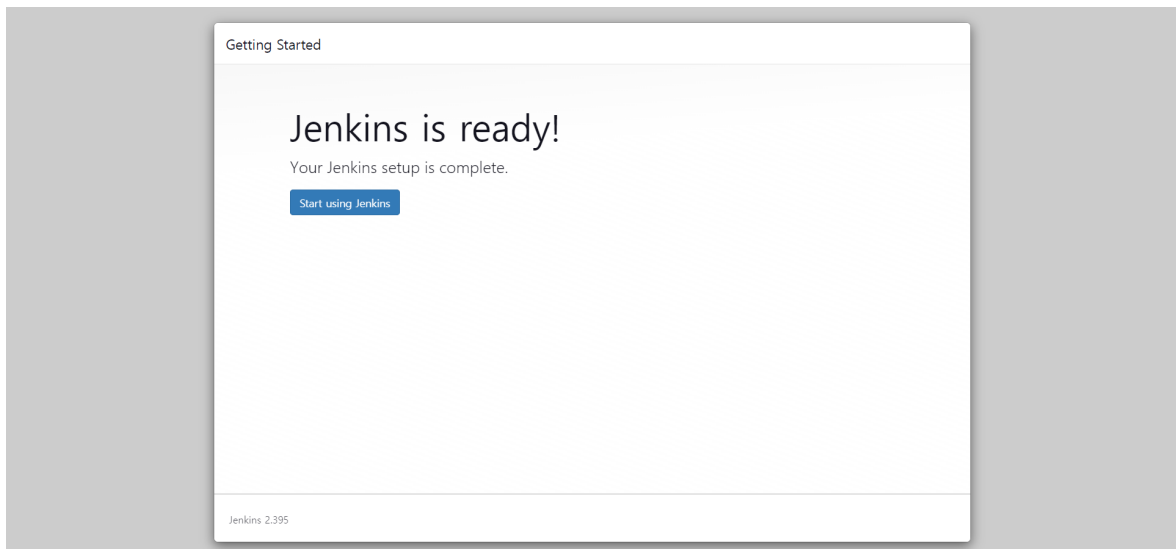 Getting Started
Jenkins is ready!
Your Jenkins setup is complete.
Start using Jenkins
Jenkins 2.395